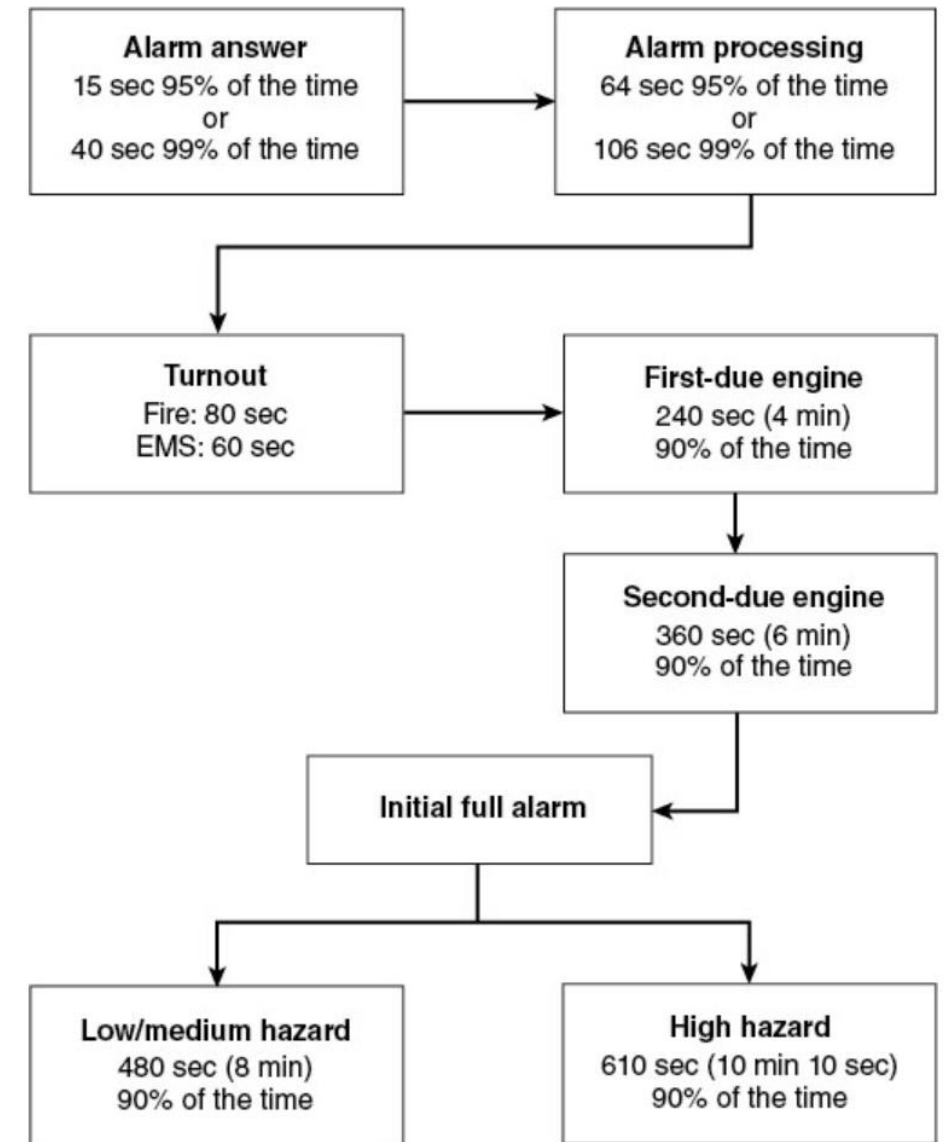 Alarm answer
15 sec 95% of the time
or
40 sec 99% of the time
Alarm processing
64 sec 95% of the time
or
106 sec 99% of the time
Turnout
Fire: 80 sec
EMS: 60 sec
First-due engine
240 sec (4 min)
90% of the time
Second-due engine
360 sec (6 min)
90% of the time
Initial full alarm
Low/medium hazard
480 sec (8 min)
90% of the time
High hazard
610 sec (10 min 10 sec)
90% of the time